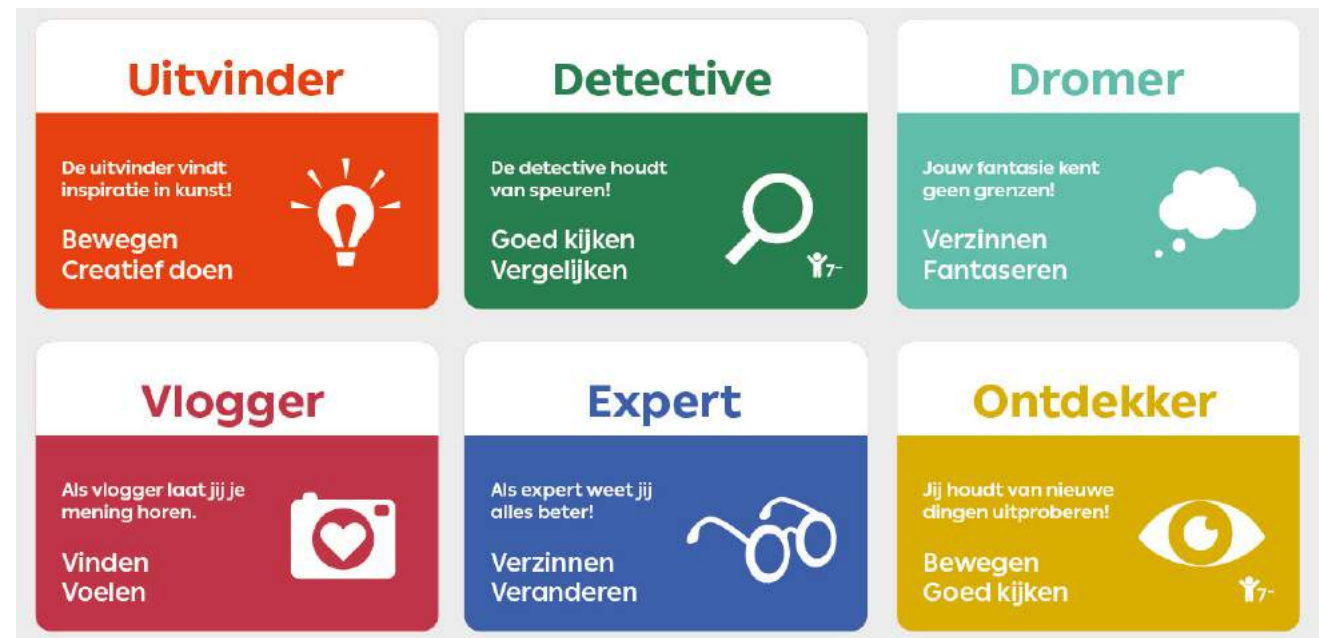 Uitvinder
De uitvinder vindt
inspiratie in kunst!
Bewegen
Creatief doen
Detective
De detective houdt
van speuren!
Goed kijken
Vergelijken
7-
Dromer
Jouw fantasie kent
geen grenzen!
Verzinnen
Fantaseren
Vlogger
Als vlogger laat jij je
mening horen.
Vinden
Voelen
Expert
Als expert weet jij
alles beter!
Verzinnen
Veranderen
Ontdekker
Jij houdt van nieuwe
dingen uitproberen!
Bewegen
Goed kijken
7-